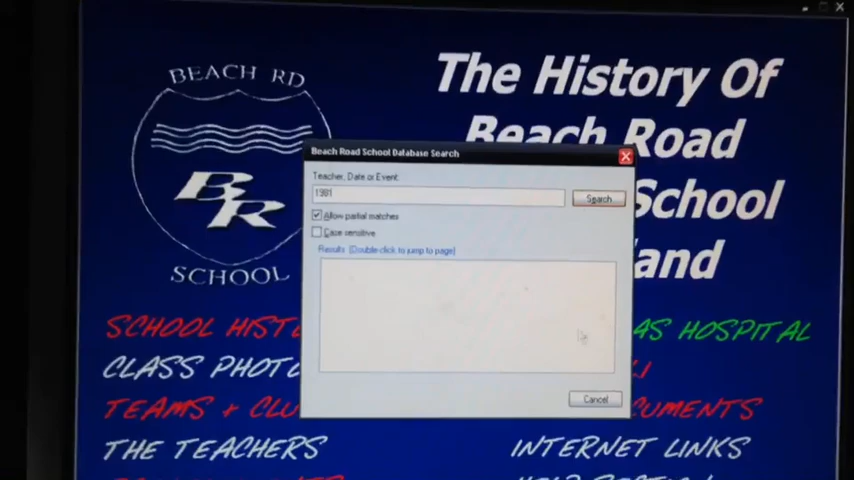 BEACH RD
BR
SCHOOL
The History Of
Beach Road
School
and
Beach Road School Database Search
Teacher, Date or Event:
1981
Search
Allow partial matches
Case sensitive
Results (Double-click to jump to page)
Cancel
SCHOOL HIST
CLASS PHOTO
TEAMS + CLU
THE TEACHERS
AS HOSPITAL
LI
CUMENTS
INTERNET LINKS